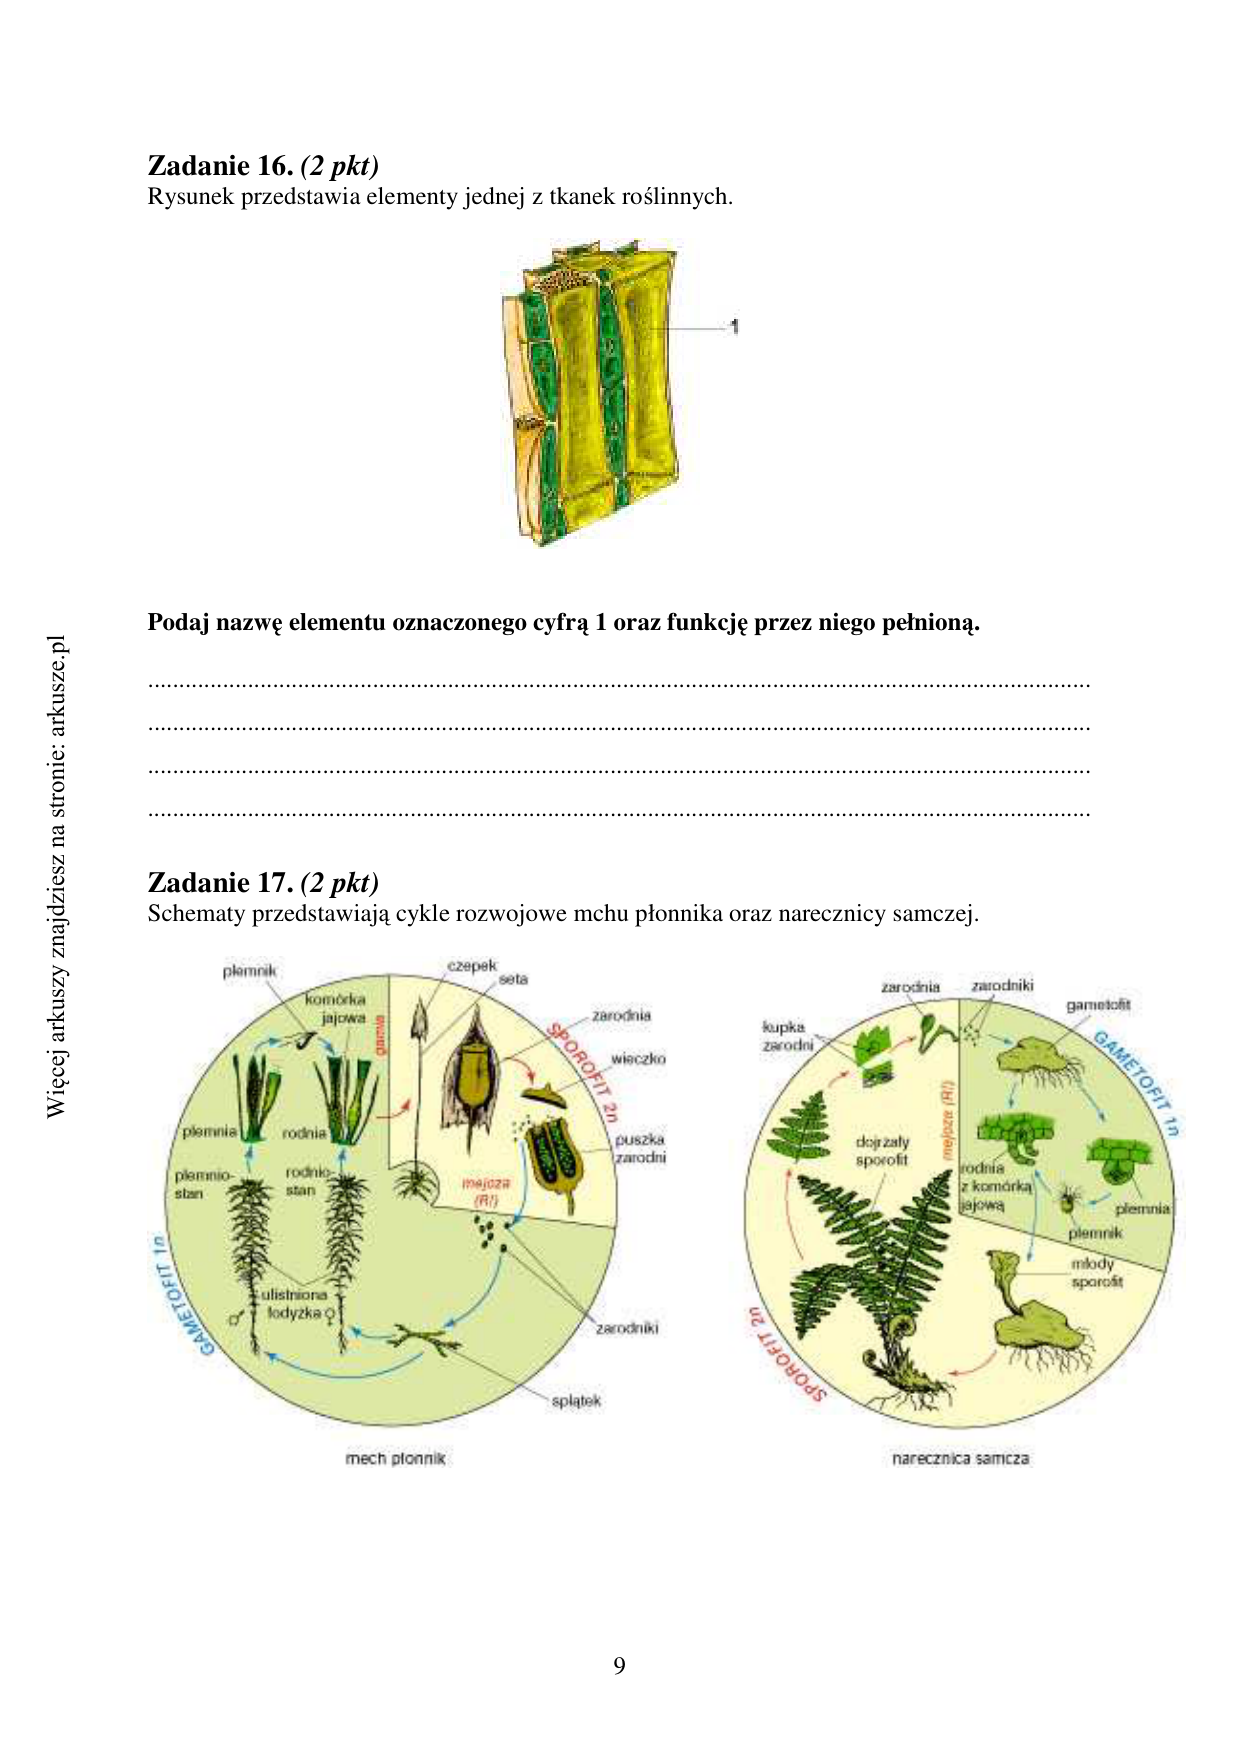 Zadanie 16. (2 pkt)
Rysunek przedstawia elementy jednej z tkanek roślinnych.
1
Podaj nazwę elementu oznaczonego cyfrą 1 oraz funkcję przez niego pełnioną.
........................................................................
........................................................................
........................................................................
........................................................................
Zadanie 17. (2 pkt)
Schematy przedstawiają cykle rozwojowe mchu płonnika oraz narecznicy samczej.
plemnik
komórka
jajowa
gamia
czepek
seta
zarodnia
wieczko
SPOROFIT 2n
puszka
zarodni
mejoza
(R!)
plemnia
rodnia
plemnio-
stan
rodnio-
stan
ulistniona
łodyżka ♀
♂
GAMETOFIT 1n
zarodniki
splątek
mech płonnik
zarodnia
zarodniki
gametofit
kupka
zarodni
GAMETOFIT 1n
mejoza (R!)
dojrzały
sporofit
rodnia
z komórką
jajową
plemnia
plemnik
młody
sporofit
SPOROFIT 2n
narecznica samcza
9
Więcej arkuszy znajdziesz na stronie: arkusze.pl